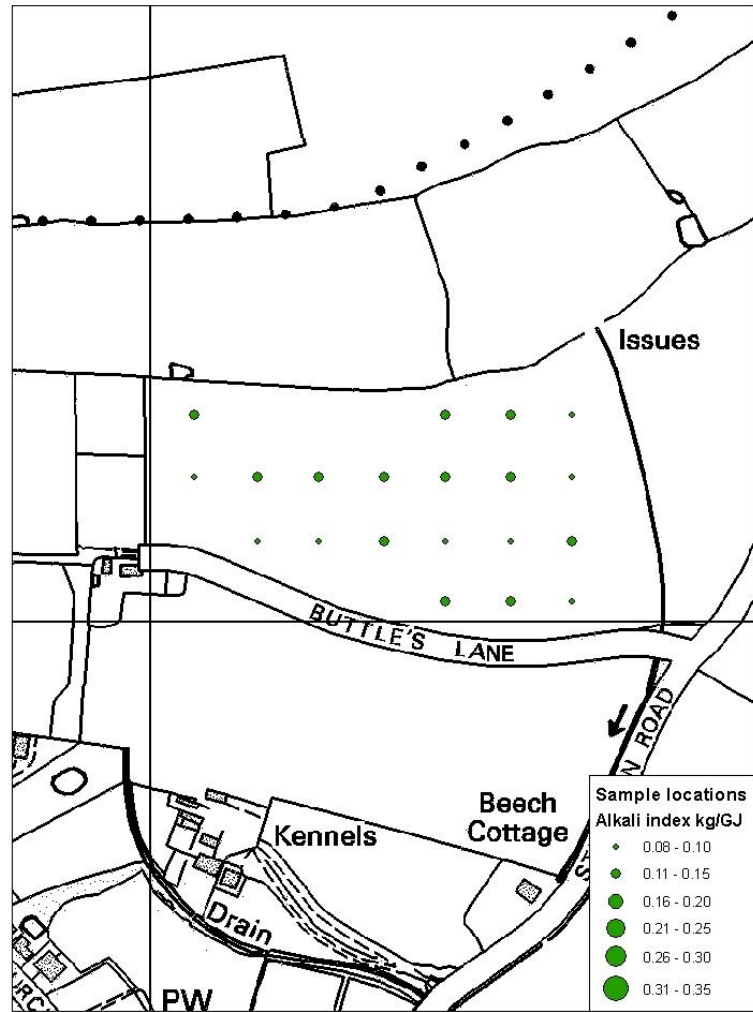 Issues
BUTTLE'S LANE
N ROAD
Beech
Cottage
Kennels
Drain
PW
Sample locations
Alkali index kg/GJ
0.08 - 0.10
0.11 - 0.15
0.16 - 0.20
0.21 - 0.25
0.26 - 0.30
0.31 - 0.35